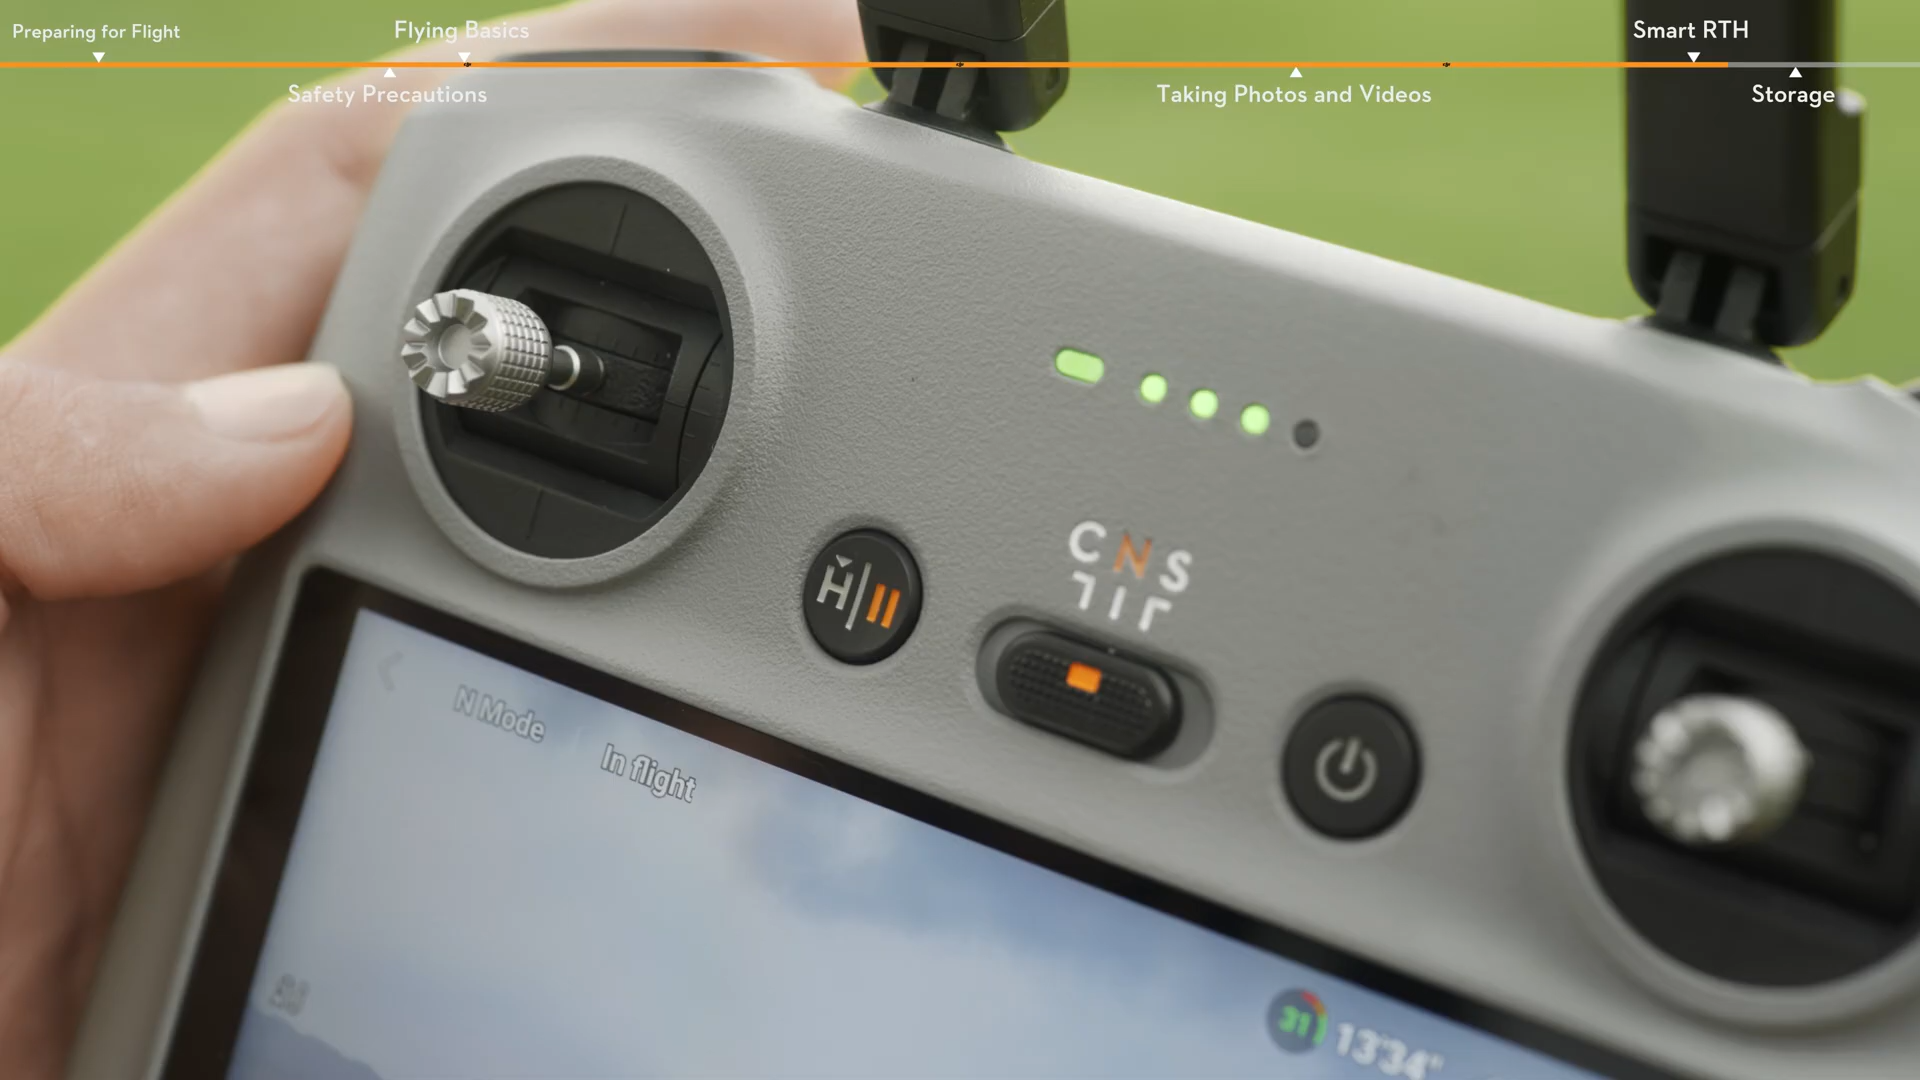 Preparing for Flight
Flying Basics
Smart RTH
Safety Precautions
Taking Photos and Videos
Storage
C N S
H
N Mode
In flight
31
13'34"